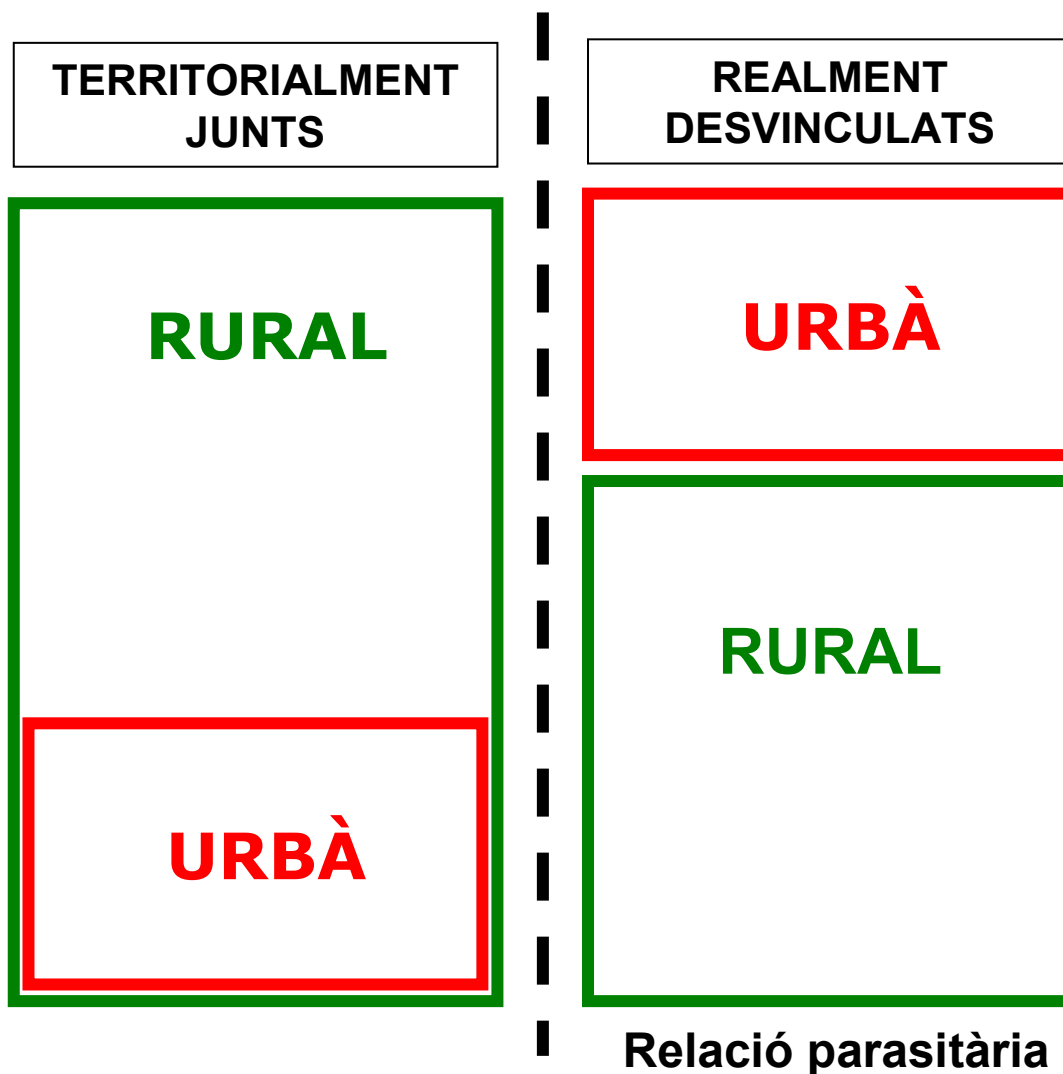 TERRITORIALMENT
JUNTS
RURAL
URBÀ
REALMENT
DESVINCULATS
URBÀ
RURAL
Relació parasitària